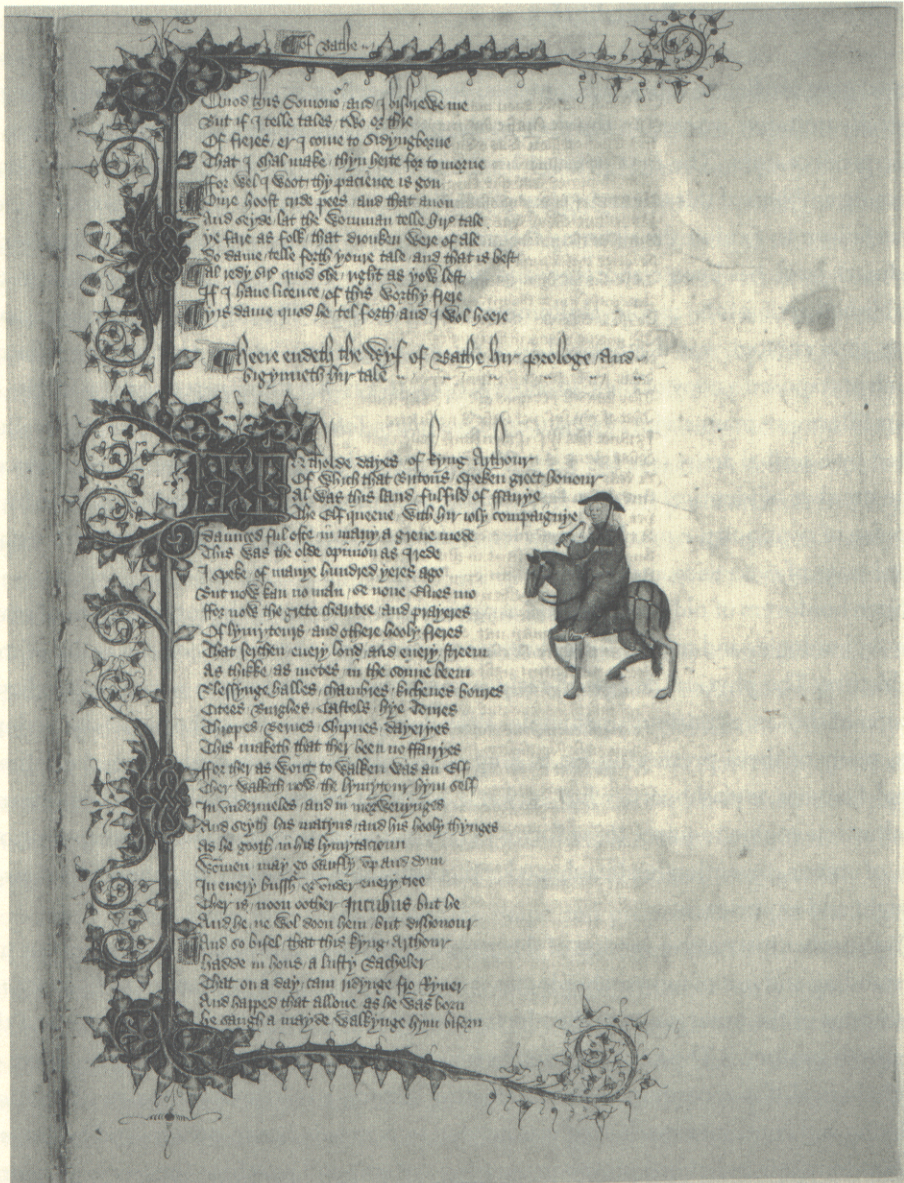 Of Bathe
Quod this Somonour and I bishrewe me
But if I telle tales two or thre
Of freres er I come to Sidyngborne
That I shal make thyn herte for to morne
ffor wel I woot thy pacience is gon
Oure hoost cride pees and that anon
And seyde lat the womman telle hir tale
ye fare as folk that dronken were of ale
Do dame telle forth youre tale and that is best
Al redy sire quod she right as yow lest
If I have licence of this worthy frere
Yis dame quod he tel forth and I wol heere
Heere endeth the Wyf of Bathe hir prologe and
bigynneth hir tale
In tholde dayes of kyng Arthour
Of which that Britons speken greet honour
Al was this land fulfild of ffairye
The Elf queene with hir ioly compaignye
Daunced ful ofte in many a grene mede
This was the olde opinion as I rede
I speke of manye hundred yeres ago
But now kan no man se none Elves mo
ffor now the grete charitee and prayeres
Of lymytours and othere hooly freres
That serchen every lond and every streem
As thikke as motes in the sonne beem
Blessynge halles chambres kichenes boures
Citees Burghes Castels hye Toures
Thropes Bernes Shipnes Dayeryes
This maketh that ther been no ffairyes
ffor ther as wont to walken was an Elf
Ther walketh now the lymytour hym self
In undermeles and in morwenynges
And seyth his matyns and his hooly thynges
As he gooth in his lymytacioun
Wommen may go saufly up and doun
In every bussh or under every tree
Ther is noon oother Incubus but he
And he ne wol doon hem but dishonour
And so bifel that this kyng Arthour
hadde in hous a lusty Bacheler
That on a day cam ridynge fro Ryver
And happed that allone as he was born
he saugh a mayde walkynge hym biforn